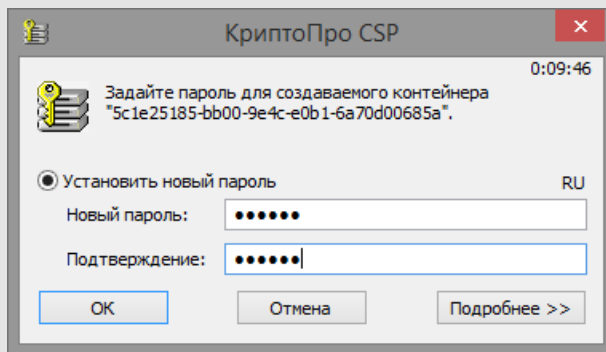 КриптоПро CSP
0:09:46
Задайте пароль для создаваемого контейнера
"5c1e25185-bb00-9e4c-e0b1-6a70d00685a".
Установить новый пароль
RU
Новый пароль: ●●●●●●
Подтверждение: ●●●●●●
ОК Отмена Подробнее >>